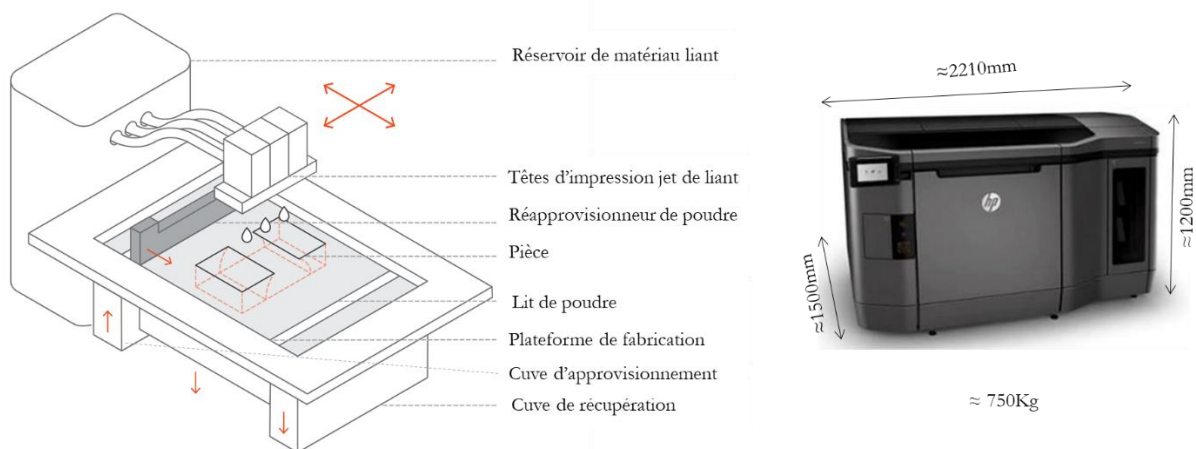 Réservoir de matériau liant
Têtes d'impression jet de liant
Réapprovisionneur de poudre
Pièce
Lit de poudre
Plateforme de fabrication
Cuve d'approvisionnement
Cuve de récupération
≈2210mm
≈1200mm
≈1500mm
hp
≈ 750Kg